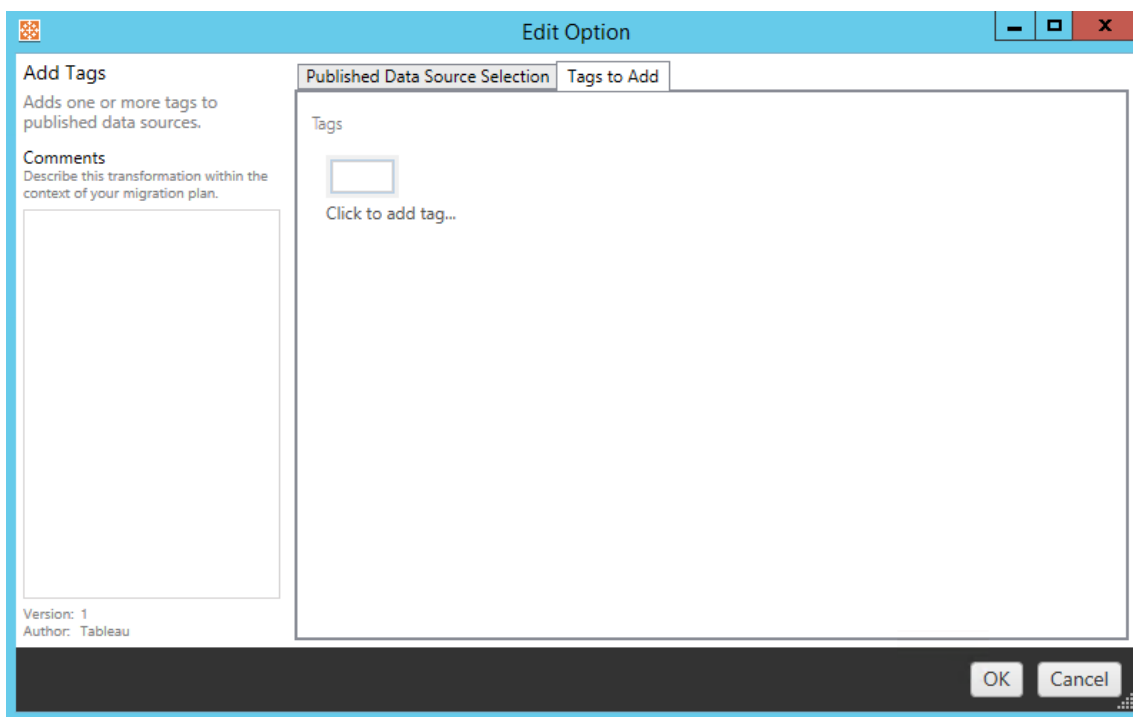 Edit Option
Add Tags
Adds one or more tags to
published data sources.
Comments
Describe this transformation within the
context of your migration plan.
Version: 1
Author: Tableau
Published Data Source Selection
Tags to Add
Tags
Click to add tag...
OK
Cancel